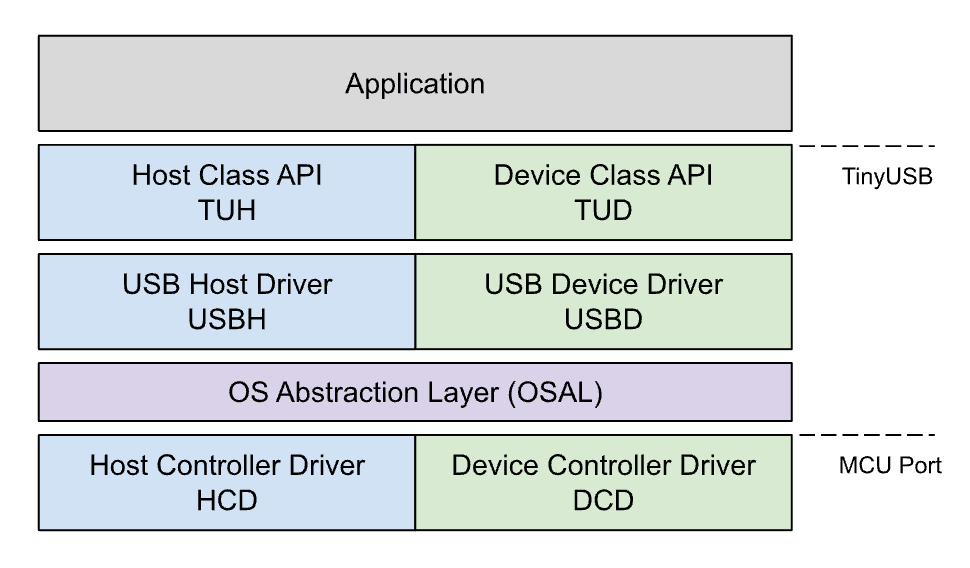 Application
Host Class API
TUH
Device Class API
TUD
TinyUSB
USB Host Driver
USBH
USB Device Driver
USBD
OS Abstraction Layer (OSAL)
Host Controller Driver
HCD
Device Controller Driver
DCD
MCU Port